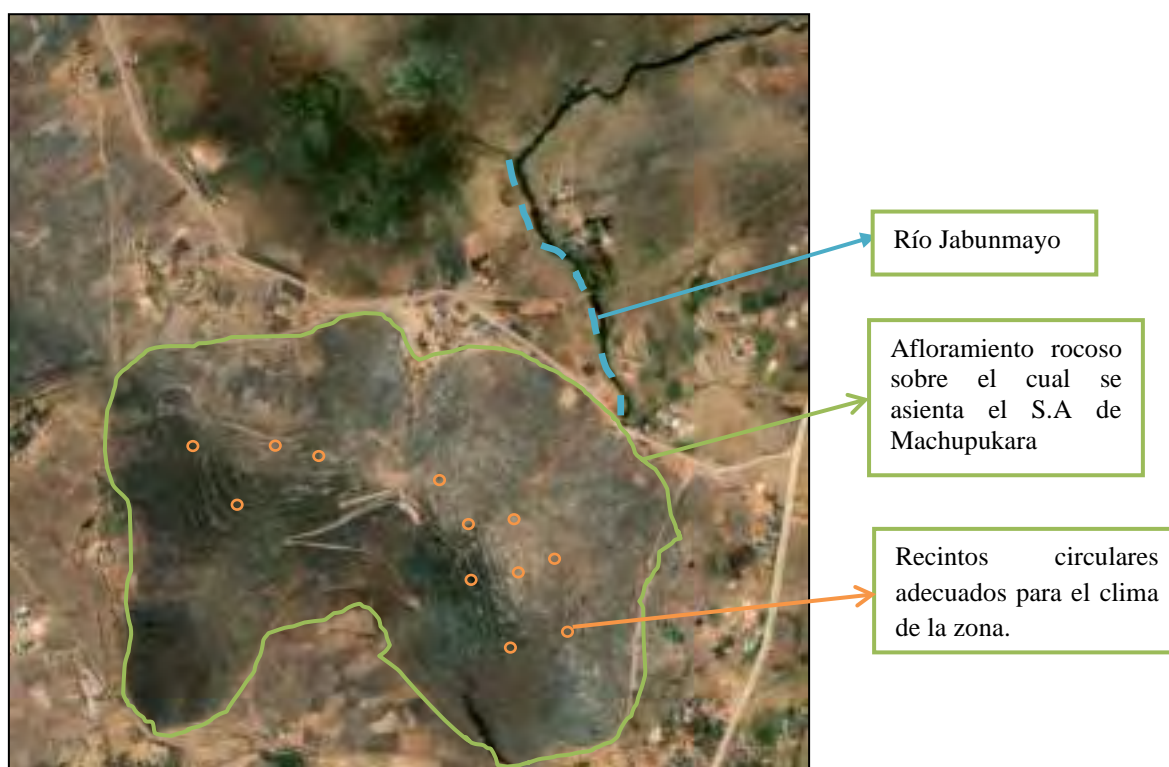 Río Jabunmayo
Afloramiento rocoso
sobre el cual se
asienta el S.A de
Machupukara
Recintos circulares
adecuados para el clima
de la zona.